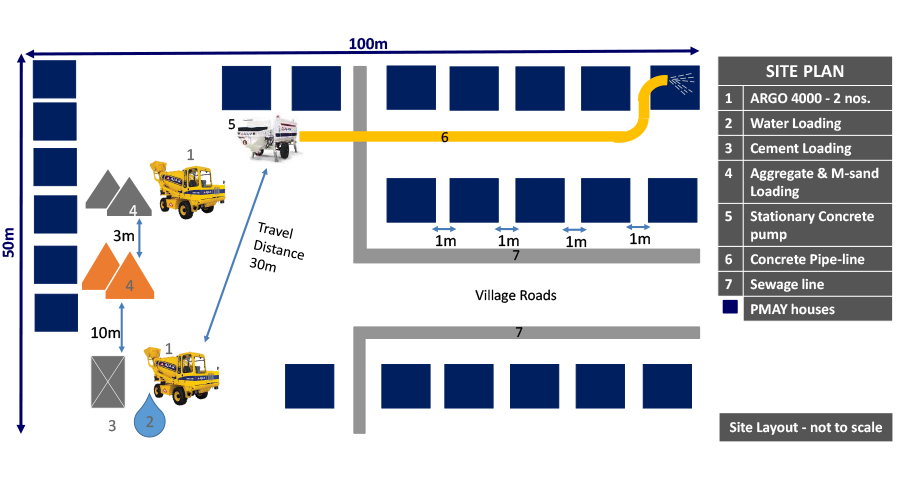 100m
50m
SITE PLAN
1 ARGO 4000 - 2 nos.
2 Water Loading
3 Cement Loading
4 Aggregate & M-sand
Loading
5 Stationary Concrete
pump
6 Concrete Pipe-line
7 Sewage line
PMAY houses
5
6
1
4
3m
4
10m
1
3
2
Travel
Distance
30m
1m
1m
1m
1m
7
Village Roads
7
Site Layout - not to scale